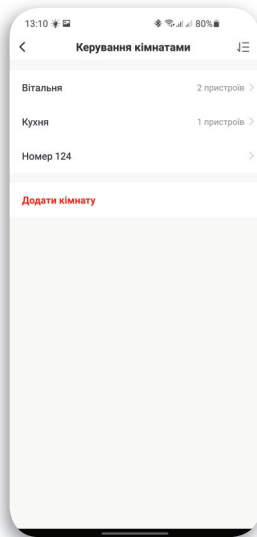 13:10 80%
Керування кімнатами
Вітальня 2 пристроїв
Кухня 1 пристроїв
Номер 124
Додати кімнату